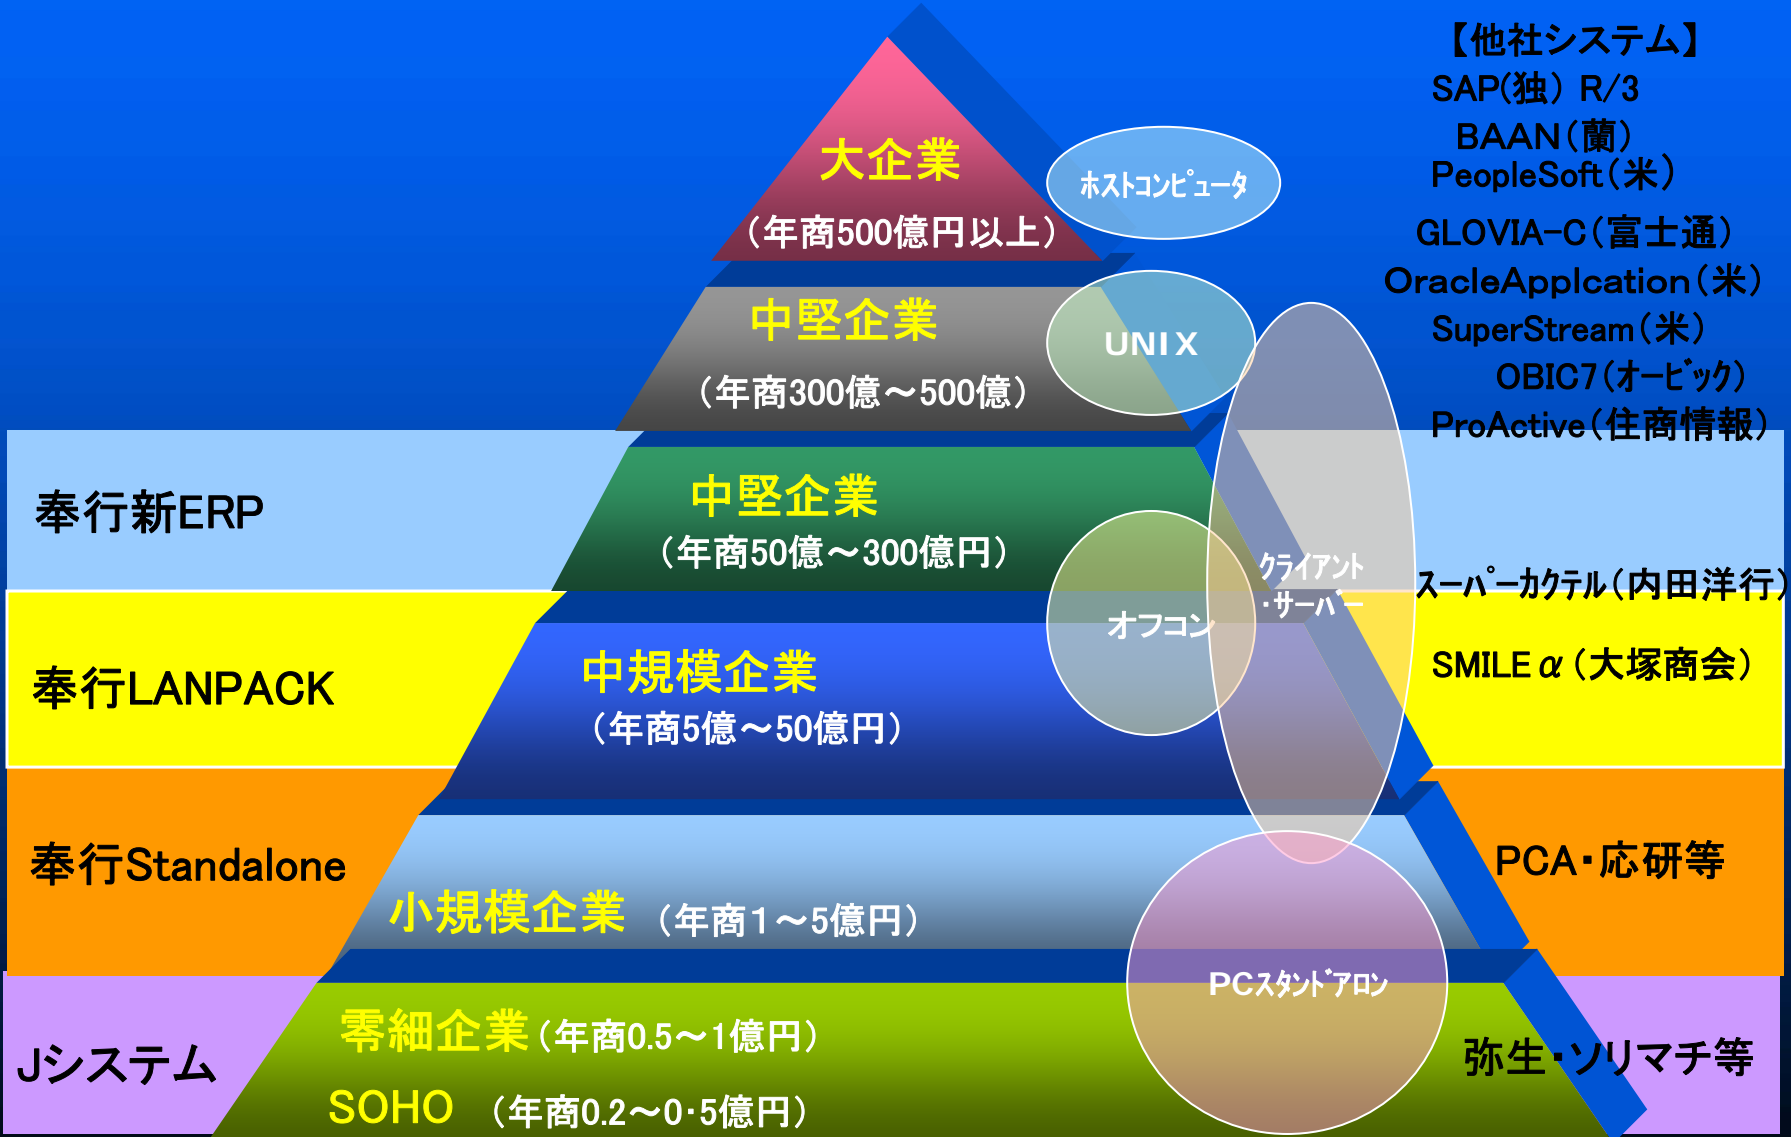 【他社システム】
SAP(独) R/3
BAAN(蘭)
PeopleSoft(米)
GLOVIA-C(富士通)
OracleApplcation(米)
SuperStream(米)
OBIC7(オービック)
ProActive(住商情報)
大企業
(年商500億円以上)
ホストコンピュータ
中堅企業
(年商300億～500億)
UNIX
奉行新ERP
中堅企業
(年商50億～300億円)
クライアント
・サーバー
オフコン
スーパーカクテル(内田洋行)
奉行LANPACK
中規模企業
(年商5億～50億円)
SMILEα(大塚商会)
奉行Standalone
小規模企業 (年商１～5億円)
PCA・応研等
PCスタンドアロン
Jシステム
零細企業(年商0.5～1億円)
SOHO (年商0.2～0・5億円)
弥生・ソリマチ等